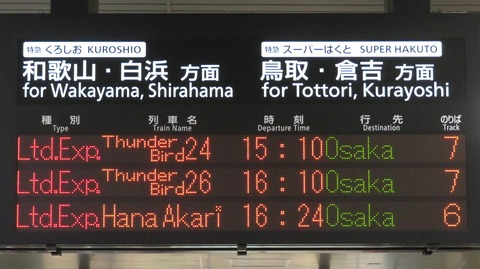 特急 くろしお KUROSHIO
和歌山・白浜 方面
for Wakayama, Shirahama
特急 スーパーはくと SUPER HAKUTO
鳥取・倉吉 方面
for Tottori, Kurayoshi
種別 列車名 時刻 行先 のりば
Type Train Name Departure Time Destination Track
Ltd.Exp. Thunder Bird 24 15:10 Osaka 7
Ltd.Exp. Thunder Bird 26 16:10 Osaka 7
Ltd.Exp. Hana Akari 16:24 Osaka 6